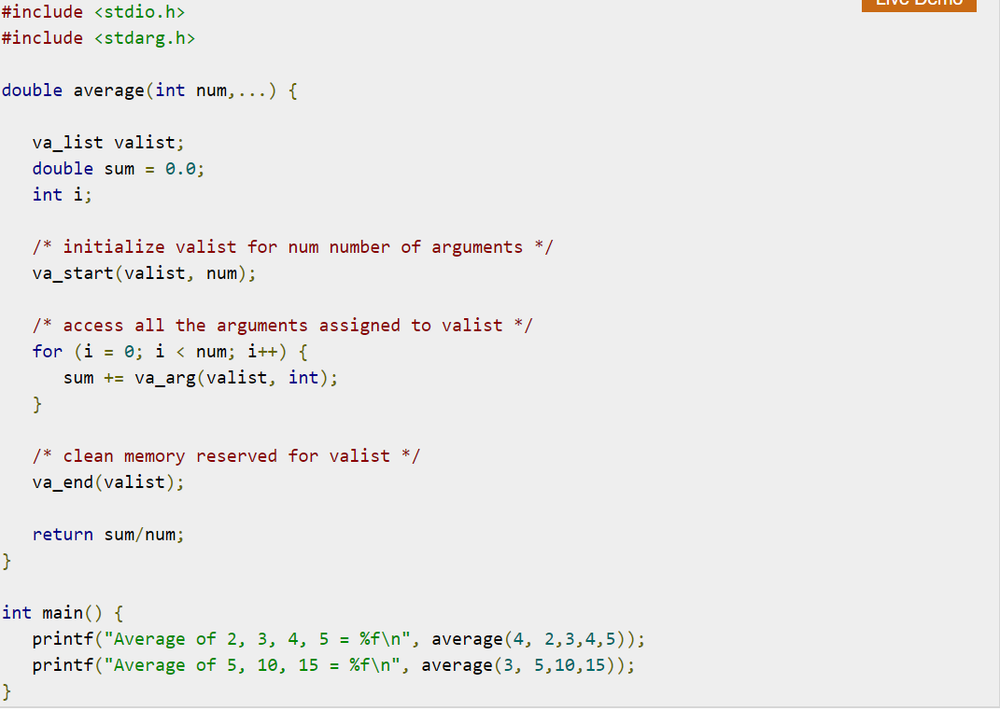 Live Demo
#include <stdio.h>
#include <stdarg.h>
double average(int num,...) {
va_list valist;
double sum = 0.0;
int i;
/* initialize valist for num number of arguments */
va_start(valist, num);
/* access all the arguments assigned to valist */
for (i = 0; i < num; i++) {
sum += va_arg(valist, int);
}
/* clean memory reserved for valist */
va_end(valist);
return sum/num;
}
int main() {
printf("Average of 2, 3, 4, 5 = %f\n", average(4, 2,3,4,5));
printf("Average of 5, 10, 15 = %f\n", average(3, 5,10,15));
}